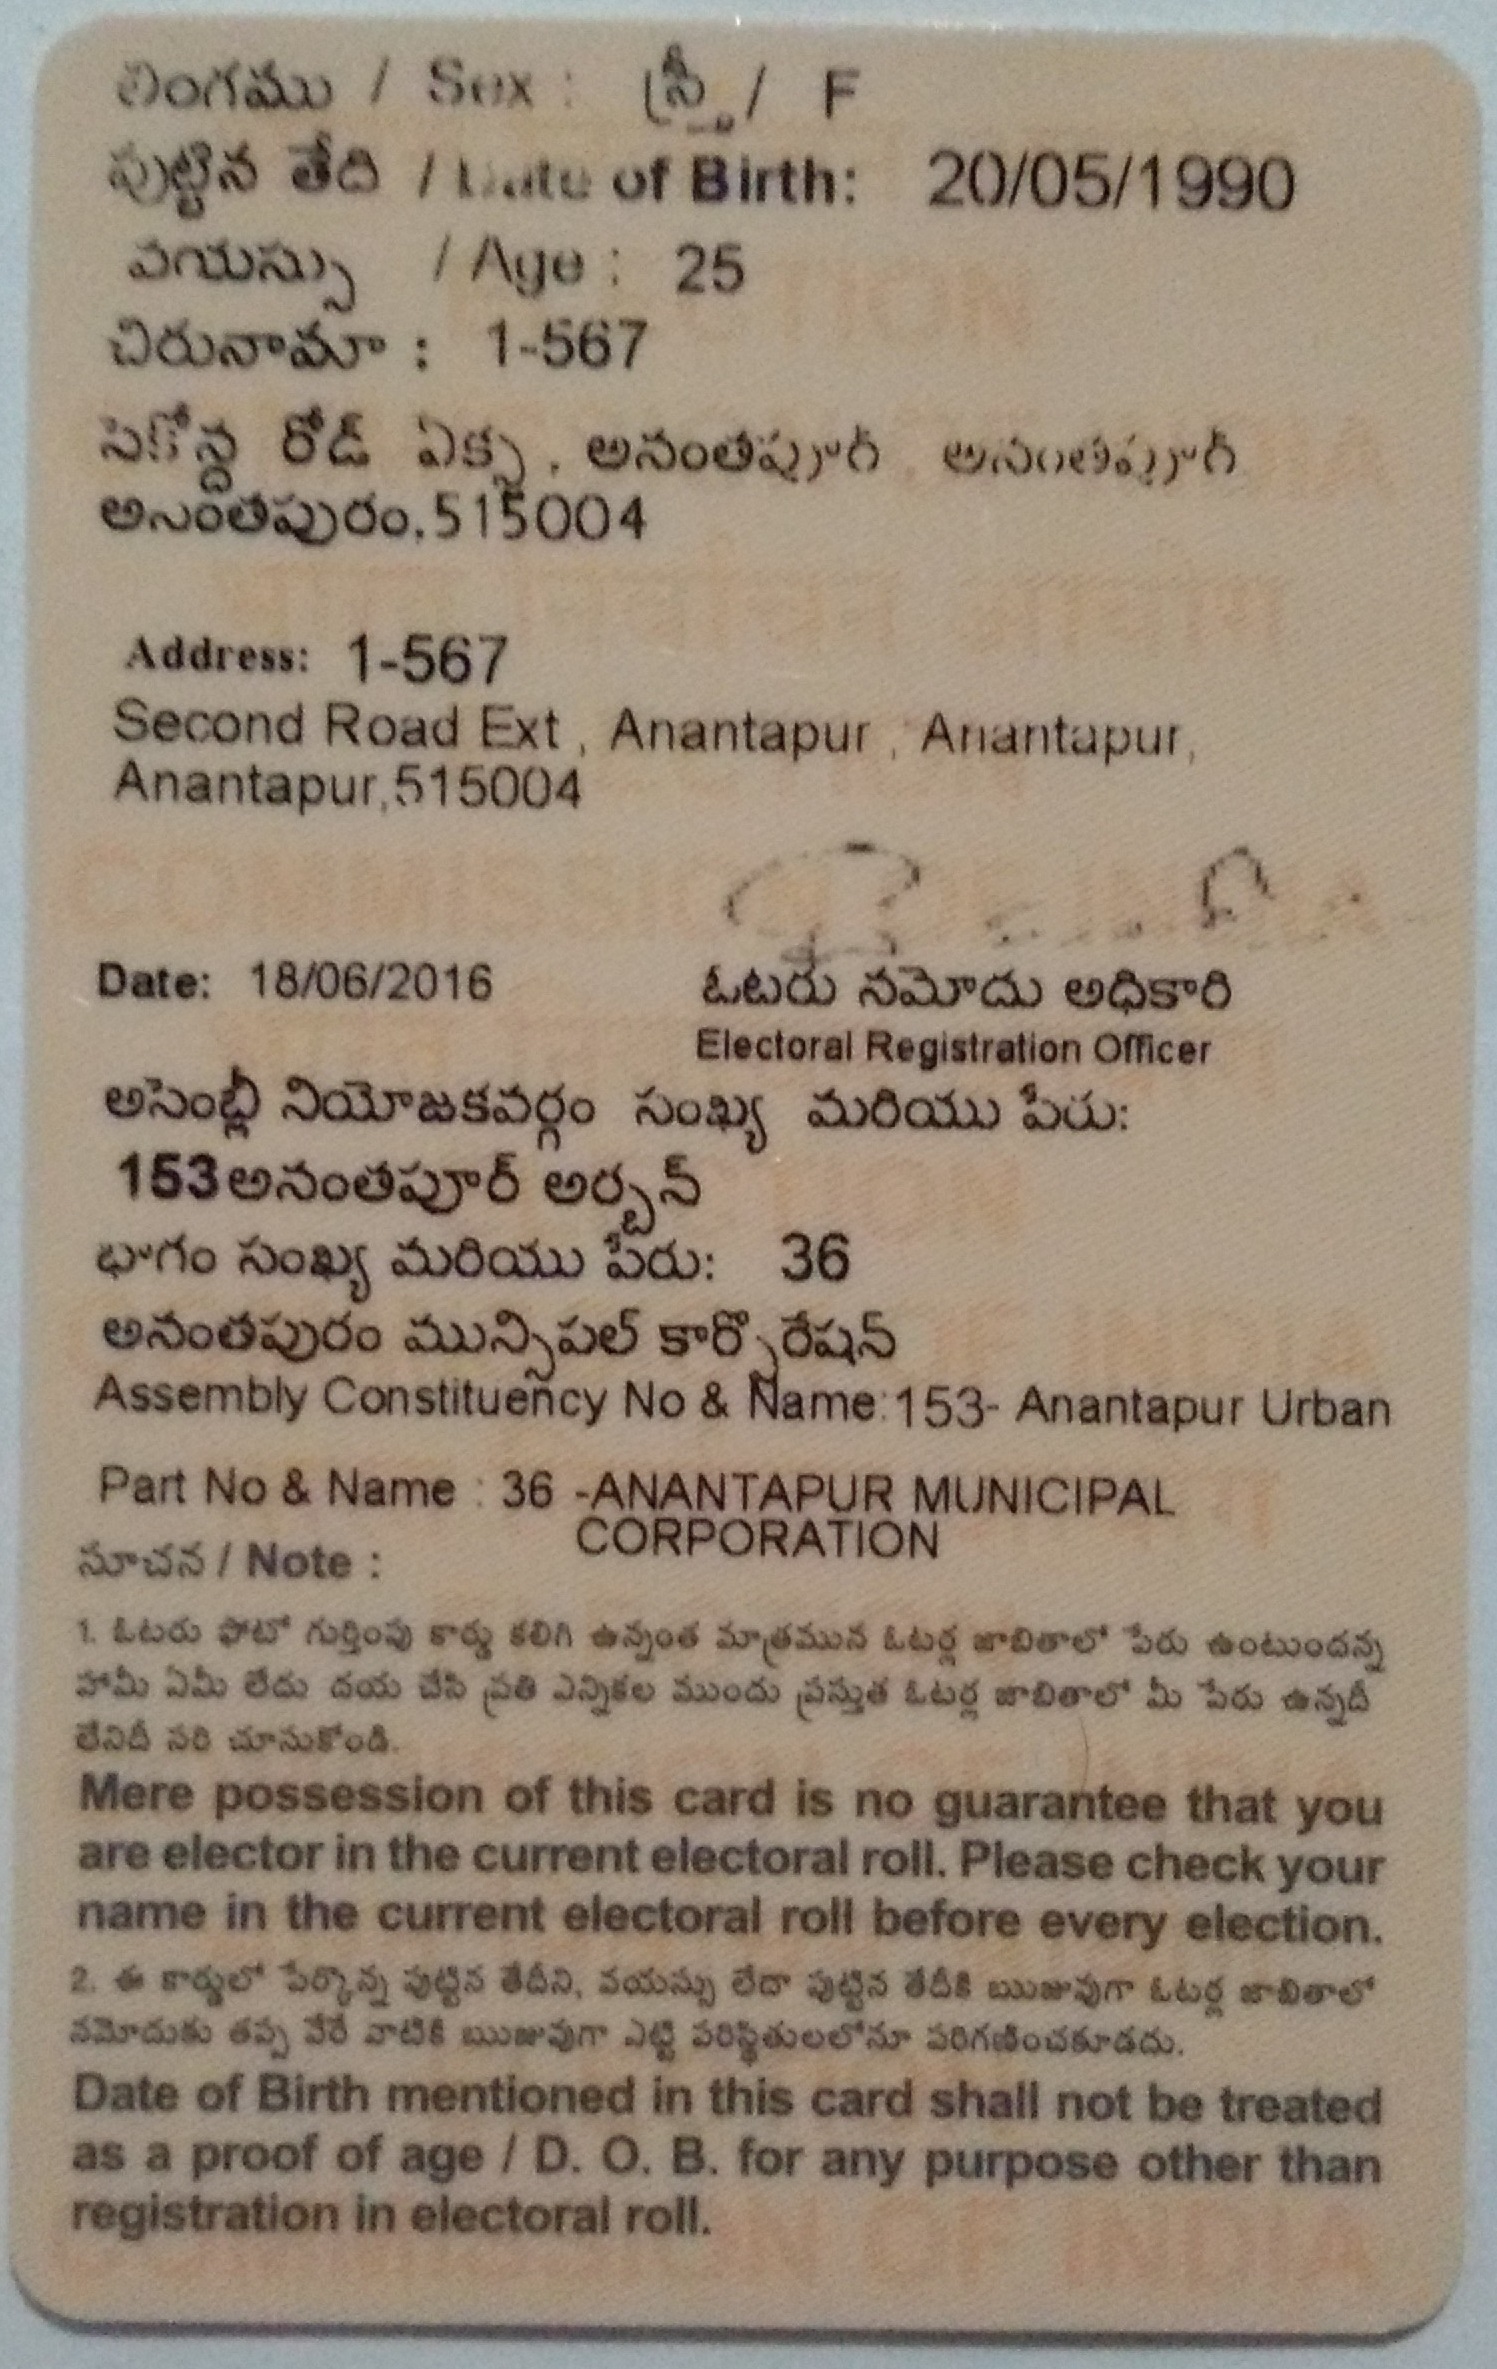 లింగము / Sex : స్త్రీ / F
పుట్టిన తేది / Date of Birth: 20/05/1990
వయస్సు / Age : 25
చిరునామా : 1-567
సెకోన్డ రోడ్ ఏక్స , అనంతపూర్ అనంతపూర్
అనంతపురం,515004
Address: 1-567
Second Road Ext , Anantapur , Anantapur,
Anantapur,515004
Date: 18/06/2016 ఓటరు నమోదు అధికారి
Electoral Registration Officer
అసెంబ్లీ నియోజకవర్గం సంఖ్య మరియు పేరు:
153 అనంతపూర్ అర్బన్
భాగం సంఖ్య మరియు పేరు: 36
అనంతపురం మున్సిపల్ కార్పొరేషన్
Assembly Constituency No & Name:153- Anantapur Urban
Part No & Name : 36 -ANANTAPUR MUNICIPAL
CORPORATION
సూచన / Note :
1. ఓటరు ఫోటో గుర్తింపు కార్డు కలిగి ఉన్నంత మాత్రమున ఓటర్ల జాబితాలో పేరు ఉంటుందన్న
హామీ ఏమీ లేదు దయ చేసి ప్రతి ఎన్నికల ముందు ప్రస్తుత ఓటర్ల జాబితాలో మీ పేరు ఉన్నదీ
లేనిదీ సరి చూసుకోండి.
Mere possession of this card is no guarantee that you
are elector in the current electoral roll. Please check your
name in the current electoral roll before every election.
2. ఈ కార్డులో పేర్కొన్న పుట్టిన తేదీని, వయస్సు లేదా పుట్టిన తేదీకి ఋజువుగా ఓటర్ల జాబితాలో
నమోదుకు తప్ప వేరే వాటికి ఋజువుగా ఎట్టి పరిస్థితులలోనూ పరిగణించకూడదు.
Date of Birth mentioned in this card shall not be treated
as a proof of age / D. O. B. for any purpose other than
registration in electoral roll.